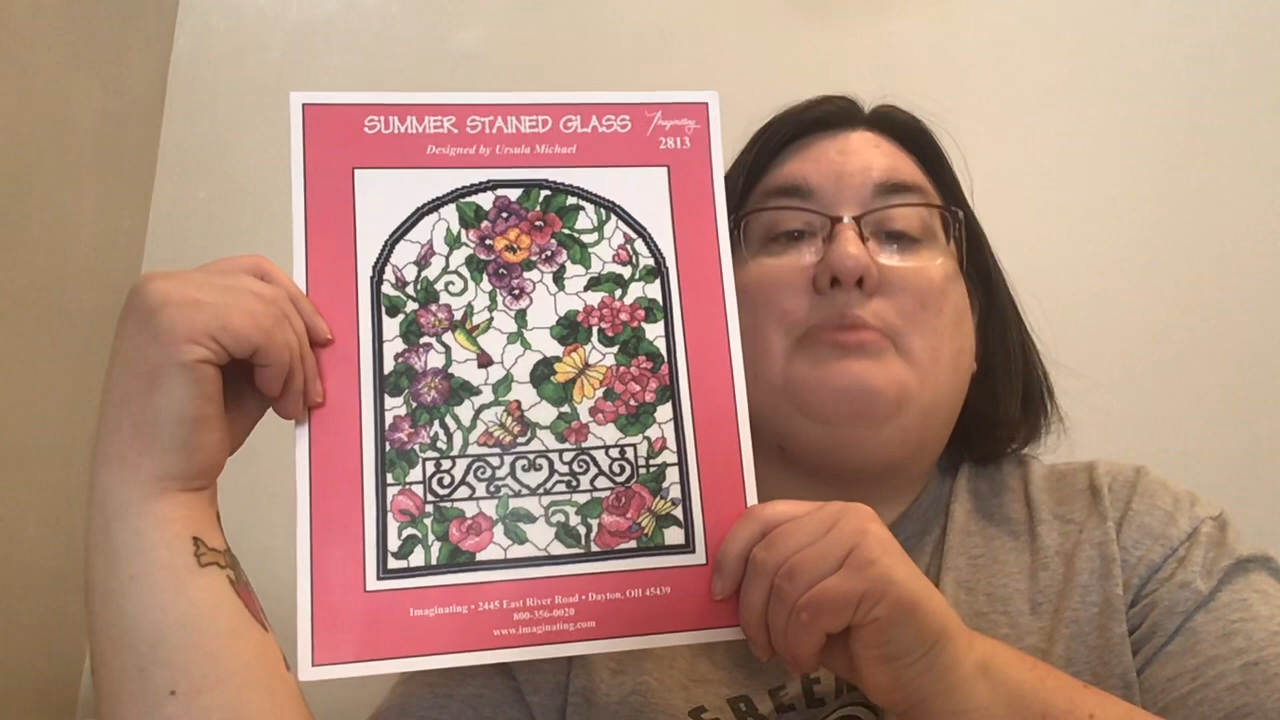 SUMMER STAINED GLASS
Imaginating
2813
Designed by Ursula Michael
Imaginating • 2445 East River Road • Dayton, OH 45439
800-356-0020
www.imaginating.com